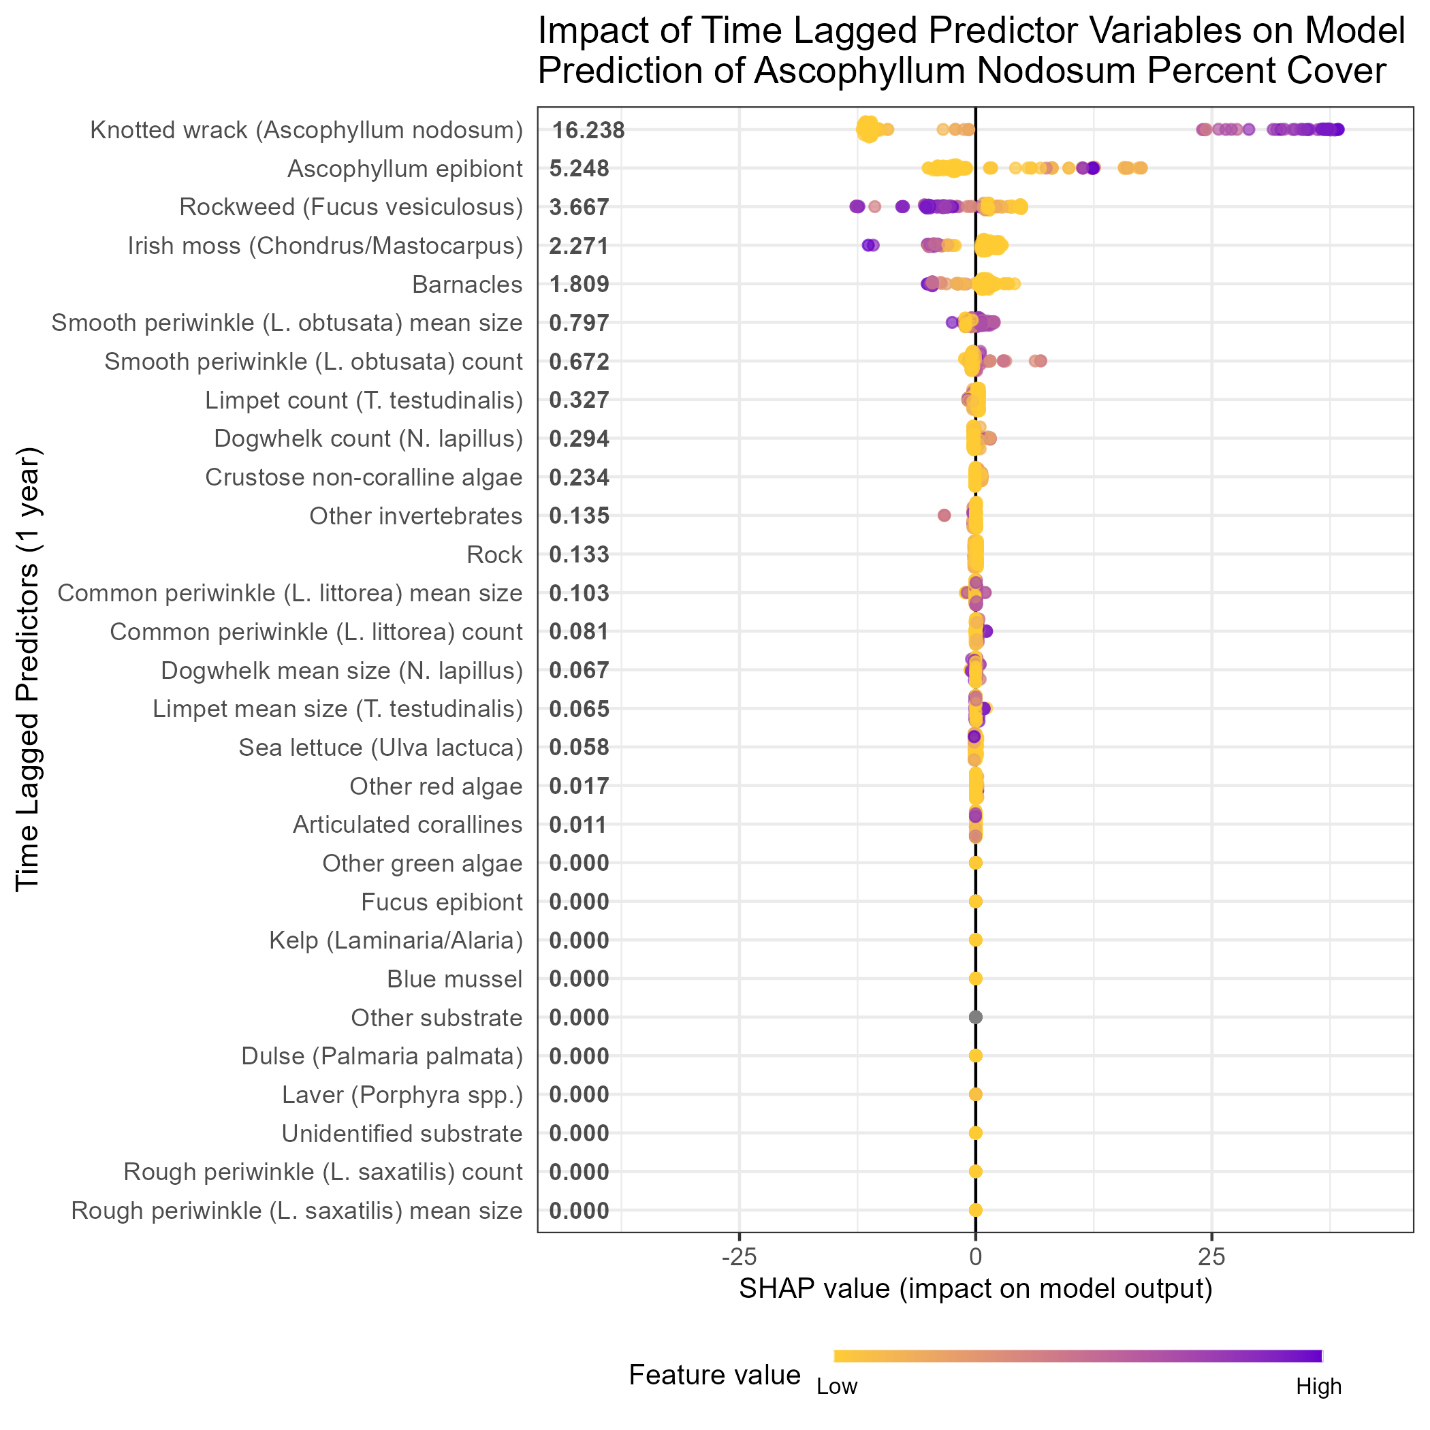 Impact of Time Lagged Predictor Variables on Model
Prediction of Ascophyllum Nodosum Percent Cover
Time Lagged Predictors (1 year)
Knotted wrack (Ascophyllum nodosum) 16.238
Ascophyllum epibiont 5.248
Rockweed (Fucus vesiculosus) 3.667
Irish moss (Chondrus/Mastocarpus) 2.271
Barnacles 1.809
Smooth periwinkle (L. obtusata) mean size 0.797
Smooth periwinkle (L. obtusata) count 0.672
Limpet count (T. testudinalis) 0.327
Dogwhelk count (N. lapillus) 0.294
Crustose non-coralline algae 0.234
Other invertebrates 0.135
Rock 0.133
Common periwinkle (L. littorea) mean size 0.103
Common periwinkle (L. littorea) count 0.081
Dogwhelk mean size (N. lapillus) 0.067
Limpet mean size (T. testudinalis) 0.065
Sea lettuce (Ulva lactuca) 0.058
Other red algae 0.017
Articulated corallines 0.011
Other green algae 0.000
Fucus epibiont 0.000
Kelp (Laminaria/Alaria) 0.000
Blue mussel 0.000
Other substrate 0.000
Dulse (Palmaria palmata) 0.000
Laver (Porphyra spp.) 0.000
Unidentified substrate 0.000
Rough periwinkle (L. saxatilis) count 0.000
Rough periwinkle (L. saxatilis) mean size 0.000
-25 0 25
SHAP value (impact on model output)
Feature value
Low High